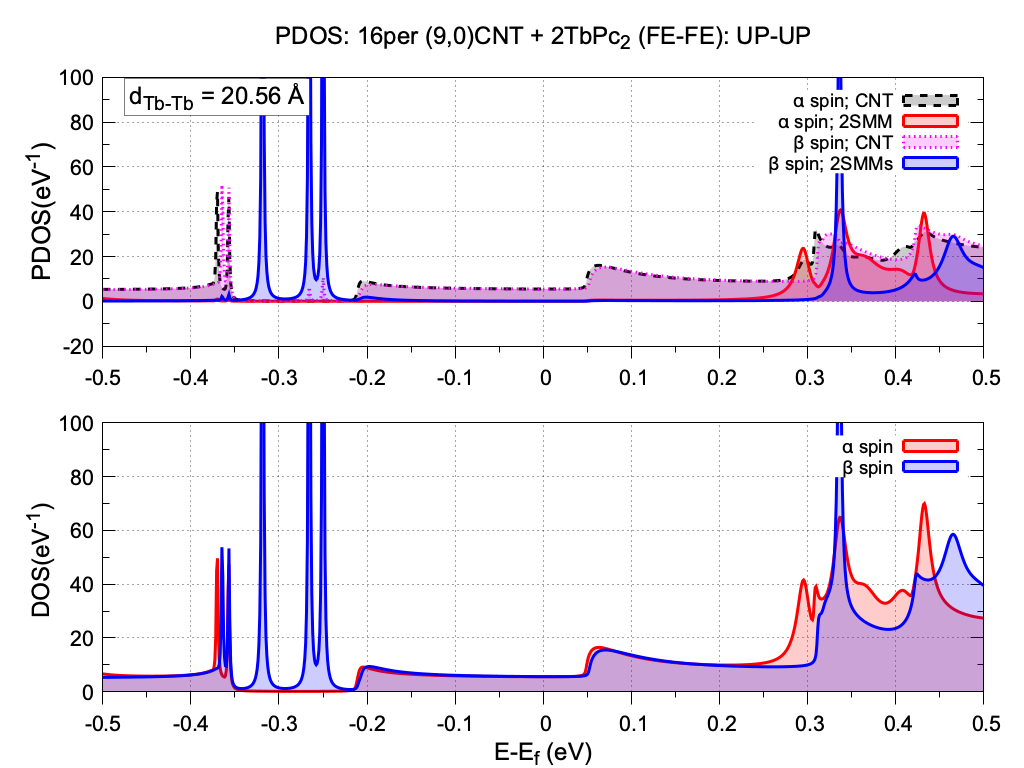 PDOS: 16per (9,0)CNT + 2TbPc2 (FE-FE): UP-UP
d Tb-Tb = 20.56 Å
α spin; CNT
α spin; 2SMM
β spin; CNT
β spin; 2SMMs
PDOS(eV-1)
100
80
60
40
20
0
-20
-0.5 -0.4 -0.3 -0.2 -0.1 0 0.1 0.2 0.3 0.4 0.5
α spin
β spin
DOS(eV-1)
100
80
60
40
20
0
-0.5 -0.4 -0.3 -0.2 -0.1 0 0.1 0.2 0.3 0.4 0.5
E-Ef (eV)